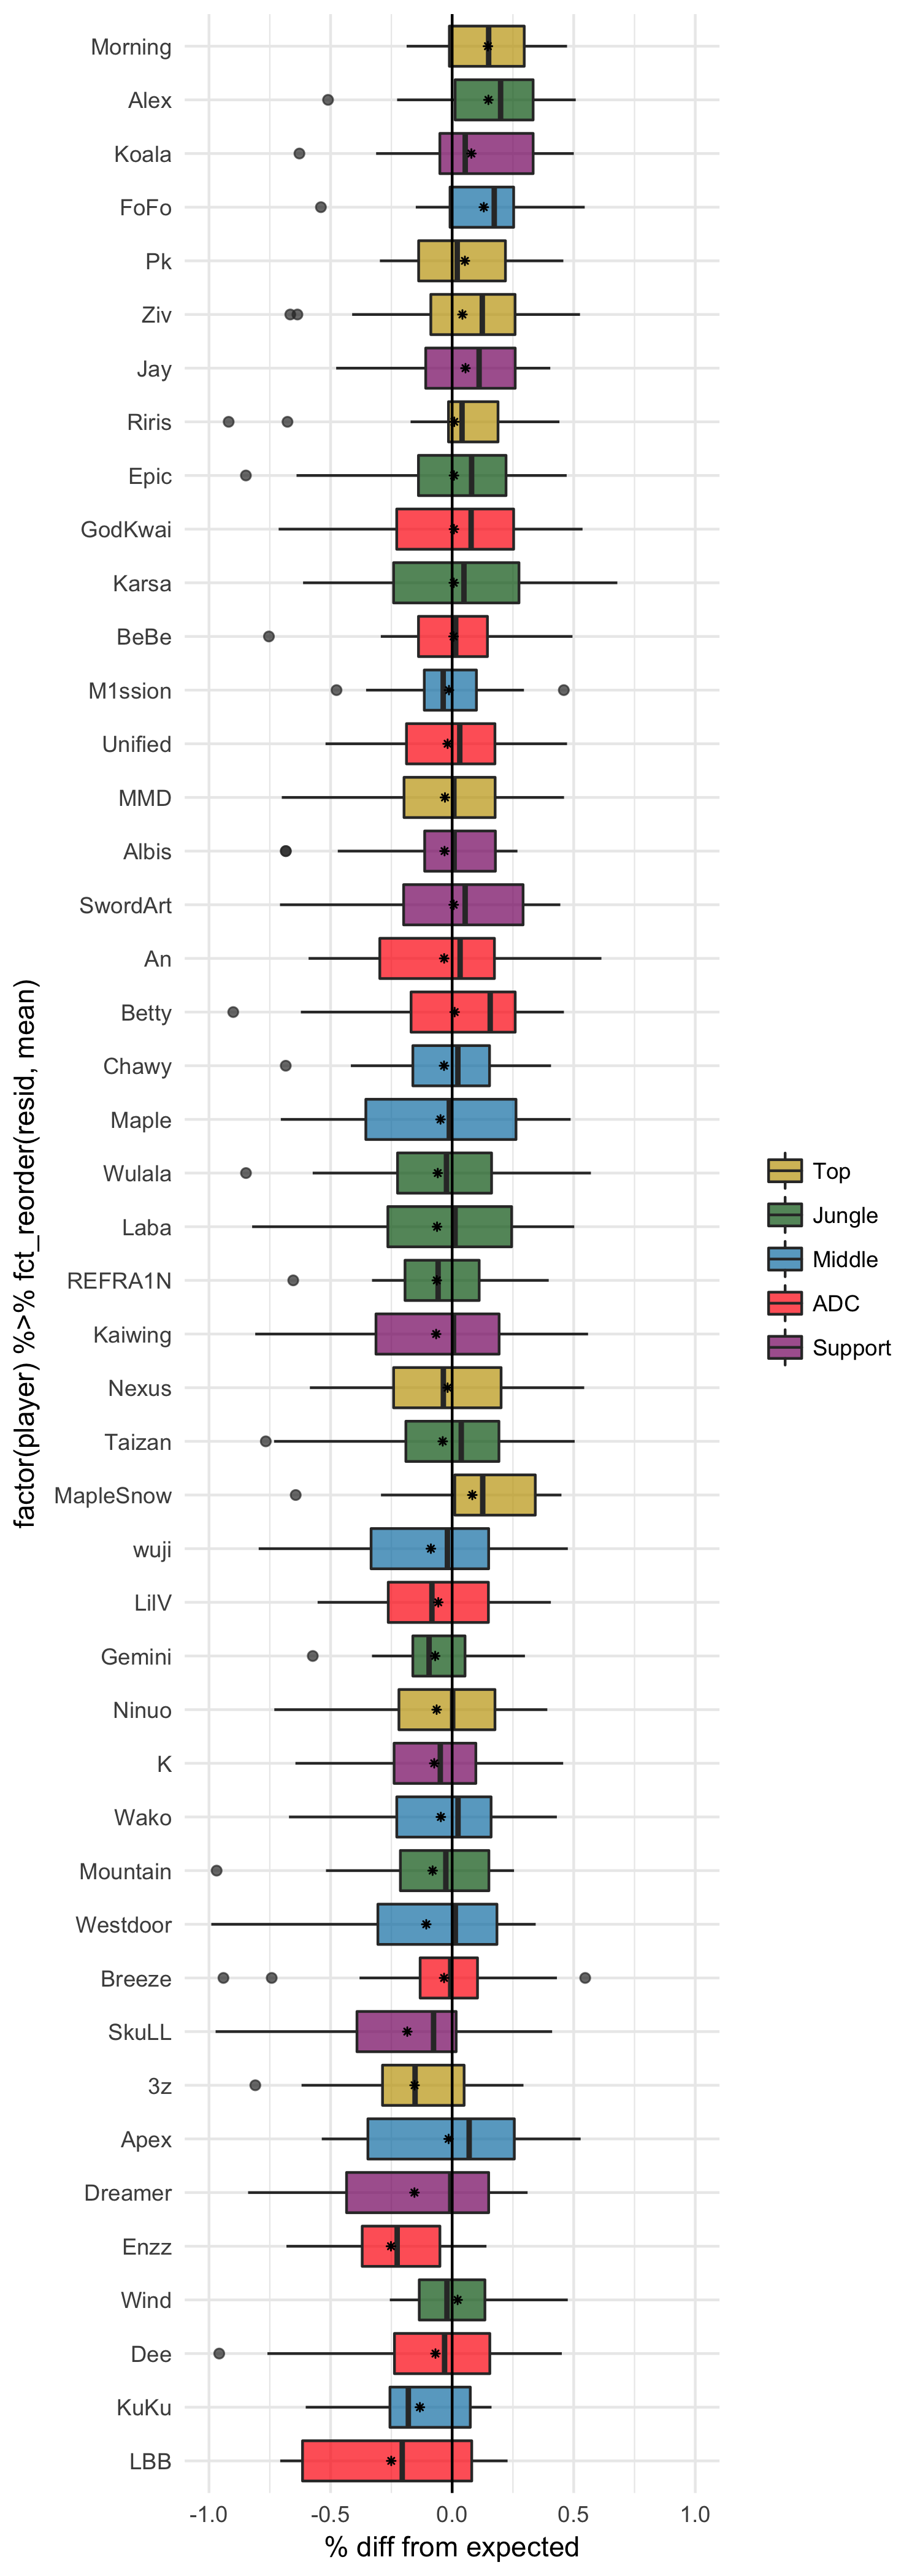 Morning
Alex
Koala
FoFo
Pk
Ziv
Jay
Riris
Epic
GodKwai
Karsa
BeBe
M1ssion
Unified
MMD
Albis
SwordArt
An
Betty
Chawy
Maple
Wulala
Laba
REFRA1N
Kaiwing
Nexus
Taizan
MapleSnow
wuji
LilV
Gemini
Ninuo
K
Wako
Mountain
Westdoor
Breeze
SkuLL
3z
Apex
Dreamer
Enzz
Wind
Dee
KuKu
LBB
factor(player) %>% fct_reorder(resid, mean)
-1.0 -0.5 0.0 0.5 1.0
% diff from expected
Top
Jungle
Middle
ADC
Support